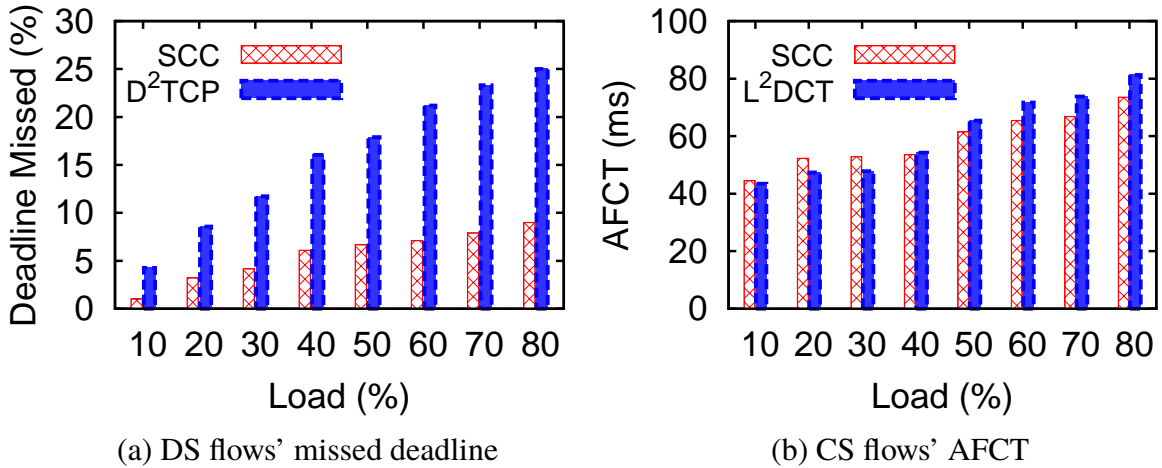 Deadline Missed (%)
30
25
20
15
10
5
0
SCC
D²TCP
10 20 30 40 50 60 70 80
Load (%)
(a) DS flows' missed deadline
AFCT (ms)
100
80
60
40
20
0
SCC
L²DCT
10 20 30 40 50 60 70 80
Load (%)
(b) CS flows' AFCT